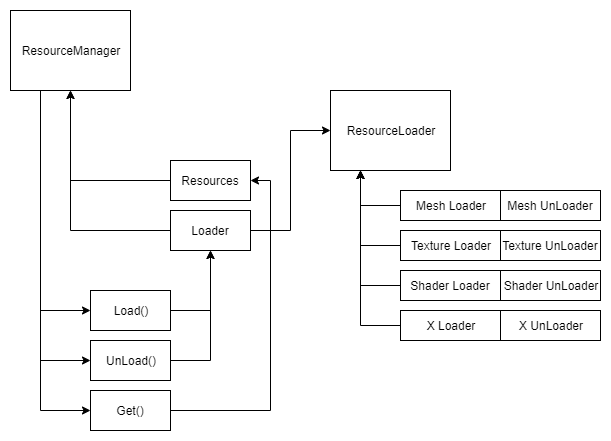 ResourceManager
ResourceLoader
Resources
Loader
Mesh Loader
Mesh UnLoader
Texture Loader
Texture UnLoader
Shader Loader
Shader UnLoader
X Loader
X UnLoader
Load()
UnLoad()
Get()